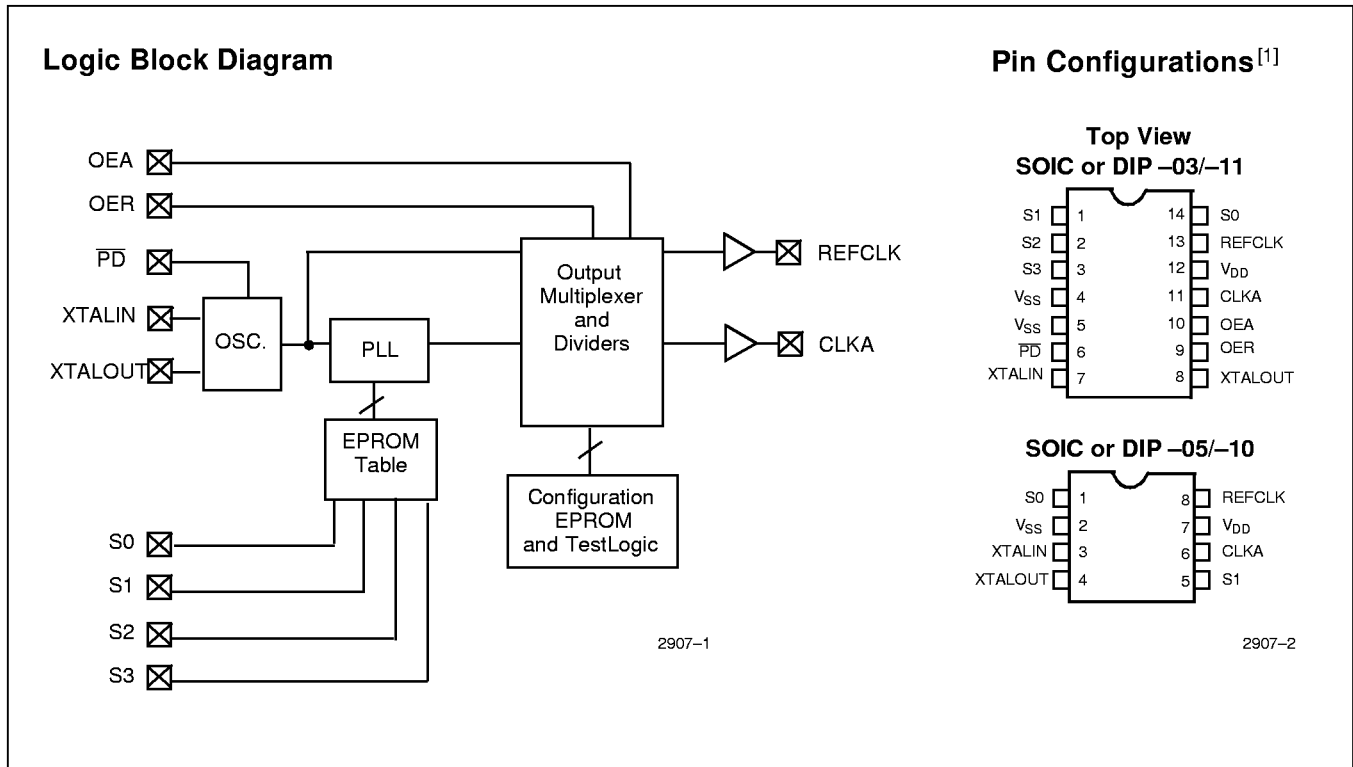 Logic Block Diagram
OEA
OER
PD
XTALIN
XTALOUT
OSC.
PLL
EPROM
Table
Output
Multiplexer
and
Dividers
Configuration
EPROM
and TestLogic
REFCLK
CLKA
S0
S1
S2
S3
2907–1
Pin Configurations[1]
Top View
SOIC or DIP –03/–11
S1 1 14 S0
S2 2 13 REFCLK
S3 3 12 VDD
VSS 4 11 CLKA
VSS 5 10 OEA
PD 6 9 OER
XTALIN 7 8 XTALOUT
SOIC or DIP –05/–10
S0 1 8 REFCLK
VSS 2 7 VDD
XTALIN 3 6 CLKA
XTALOUT 4 5 S1
2907–2